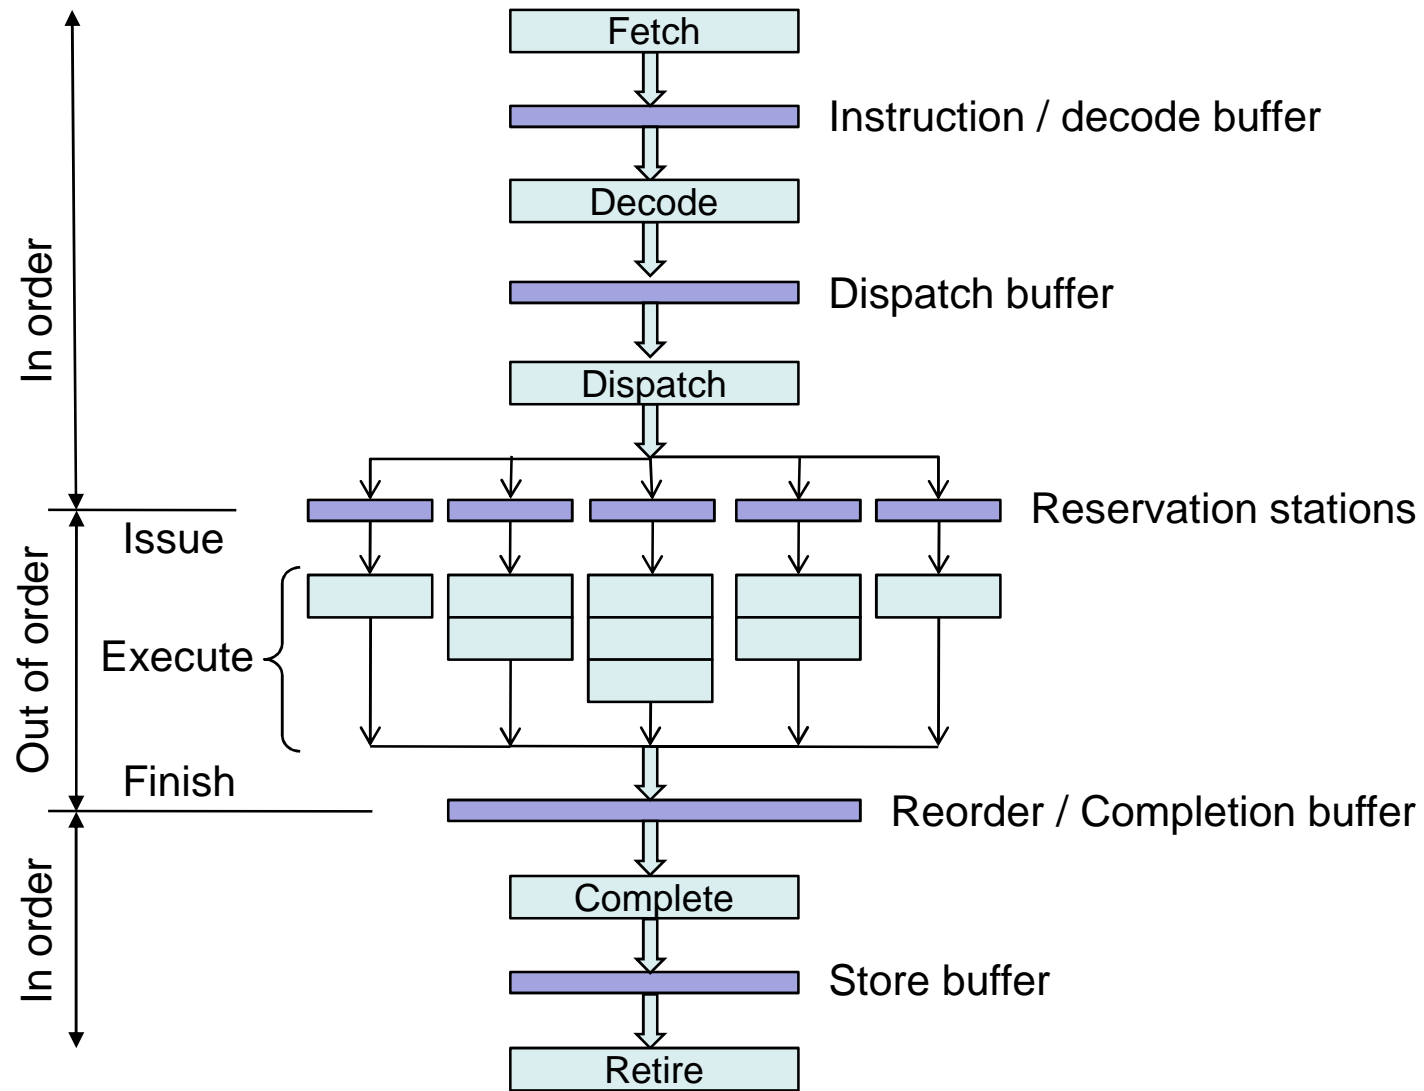 Fetch
Instruction / decode buffer
Decode
In order
Dispatch buffer
Dispatch
Reservation stations
Issue
Out of order
Execute
Finish
Reorder / Completion buffer
In order
Complete
Store buffer
Retire